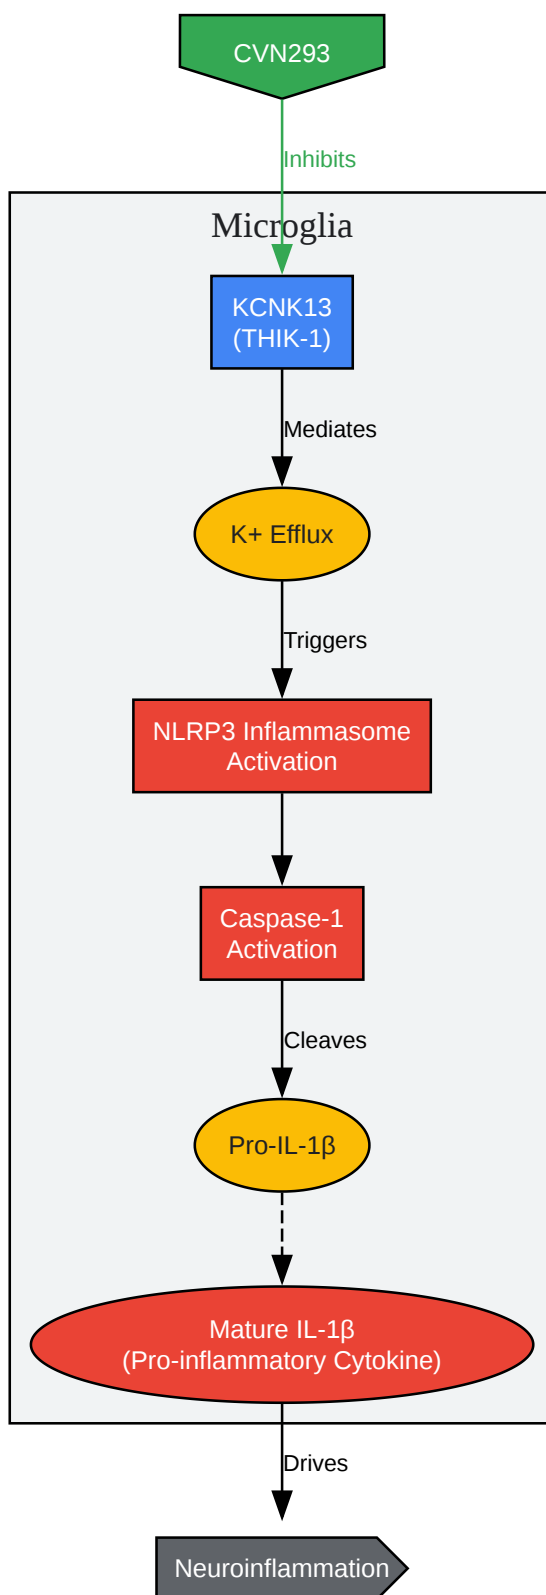 CVN293
Inhibits
Microglia
KCNK13
(THIK-1)
Mediates
K+ Efflux
Triggers
NLRP3 Inflammasome
Activation
Caspase-1
Activation
Cleaves
Pro-IL-1β
Mature IL-1β
(Pro-inflammatory Cytokine)
Drives
Neuroinflammation